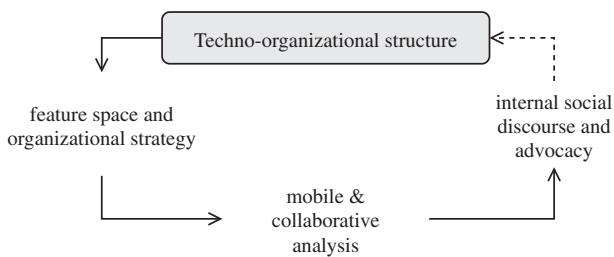 Techno-organizational structure
feature space and
organizational strategy
mobile &
collaborative
analysis
internal social
discourse and
advocacy